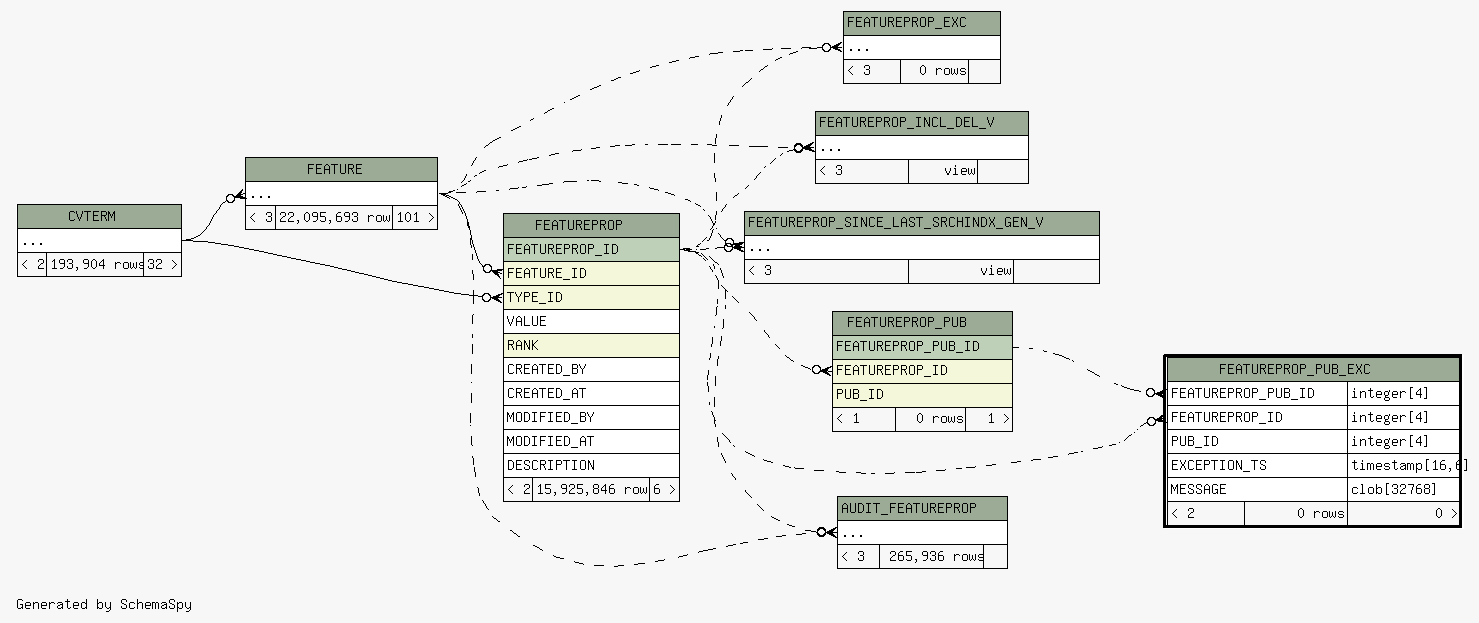 FEATUREPROP_EXC
...
< 3 0 rows
FEATUREPROP_INCL_DEL_V
...
< 3 view
FEATURE
...
< 3 22,095,693 row 101 >
CVTERM
...
< 2 193,904 rows 32 >
FEATUREPROP
FEATUREPROP_ID
FEATURE_ID
TYPE_ID
VALUE
RANK
CREATED_BY
CREATED_AT
MODIFIED_BY
MODIFIED_AT
DESCRIPTION
< 2 15,925,846 row 6 >
FEATUREPROP_SINCE_LAST_SRCHINDX_GEN_V
...
< 3 view
FEATUREPROP_PUB
FEATUREPROP_PUB_ID
FEATUREPROP_ID
PUB_ID
< 1 0 rows 1 >
FEATUREPROP_PUB_EXC
FEATUREPROP_PUB_ID integer[4]
FEATUREPROP_ID integer[4]
PUB_ID integer[4]
EXCEPTION_TS timestamp[16,6]
MESSAGE clob[32768]
< 2 0 rows 0 >
AUDIT_FEATUREPROP
...
< 3 265,936 rows
Generated by SchemaSpy